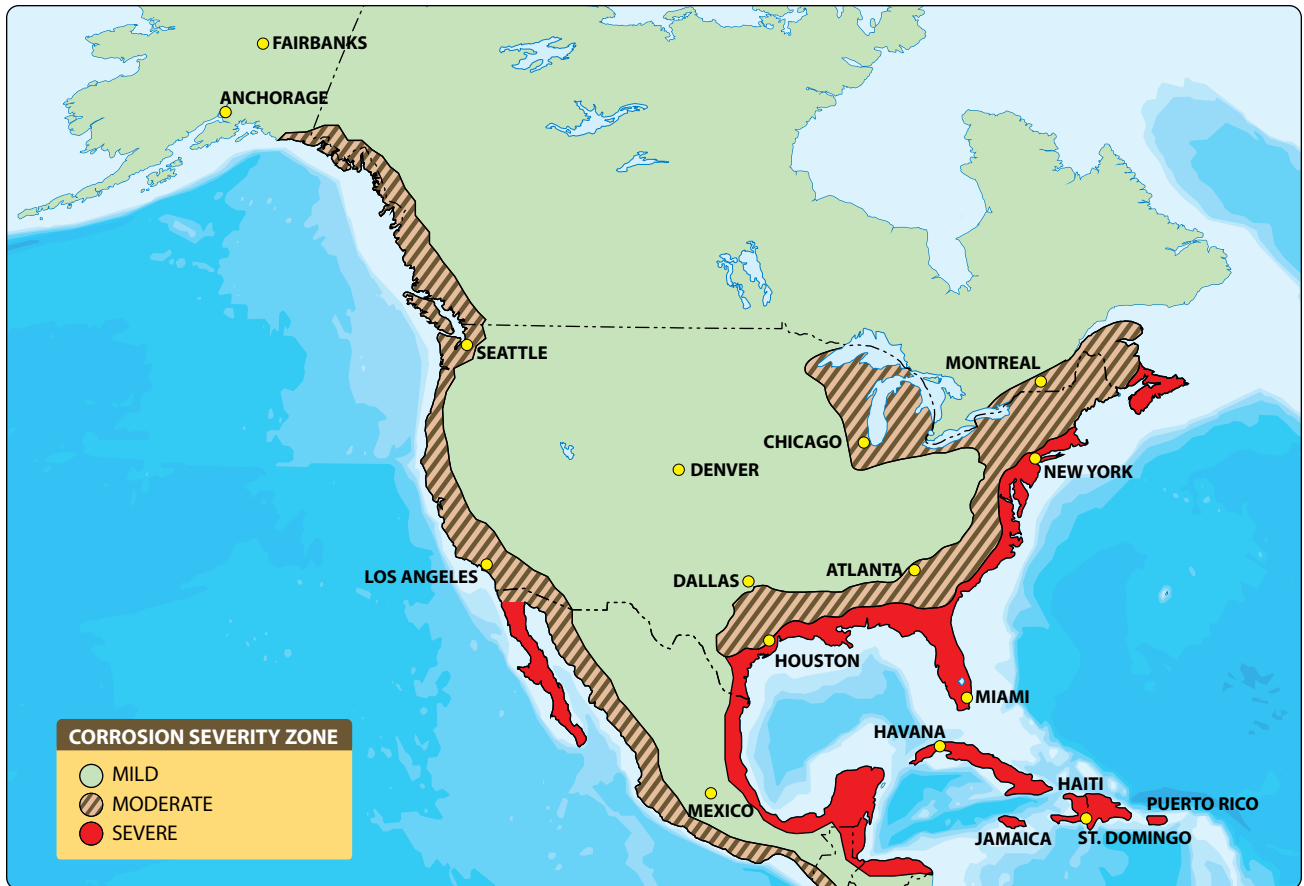 FAIRBANKS
ANCHORAGE
SEATTLE
MONTREAL
CHICAGO
DENVER
NEW YORK
LOS ANGELES
DALLAS
ATLANTA
HOUSTON
MIAMI
HAVANA
HAITI
MEXICO
PUERTO RICO
JAMAICA
ST. DOMINGO
CORROSION SEVERITY ZONE
MILD
MODERATE
SEVERE